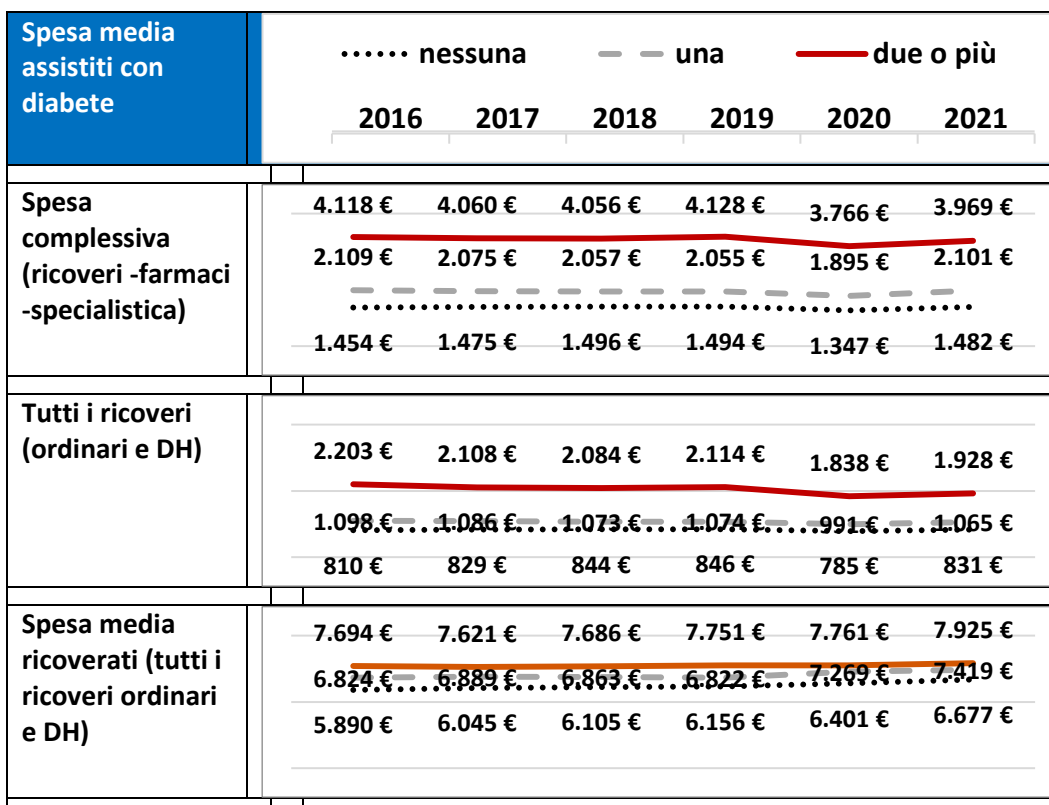 Spesa media
assistiti con
diabete
nessuna una due o più
2016 2017 2018 2019 2020 2021
Spesa
complessiva
(ricoveri -farmaci
-specialistica)
4.118 € 4.060 € 4.056 € 4.128 € 3.766 € 3.969 €
2.109 € 2.075 € 2.057 € 2.055 € 1.895 € 2.101 €
1.454 € 1.475 € 1.496 € 1.494 € 1.347 € 1.482 €
Tutti i ricoveri
(ordinari e DH)
2.203 € 2.108 € 2.084 € 2.114 € 1.838 € 1.928 €
1.098 € 1.086 € 1.073 € 1.074 € 991 € 1.065 €
810 € 829 € 844 € 846 € 785 € 831 €
Spesa media
ricoverati (tutti i
ricoveri ordinari
e DH)
7.694 € 7.621 € 7.686 € 7.751 € 7.761 € 7.925 €
6.824 € 6.889 € 6.863 € 6.822 € 7.269 € 7.419 €
5.890 € 6.045 € 6.105 € 6.156 € 6.401 € 6.677 €